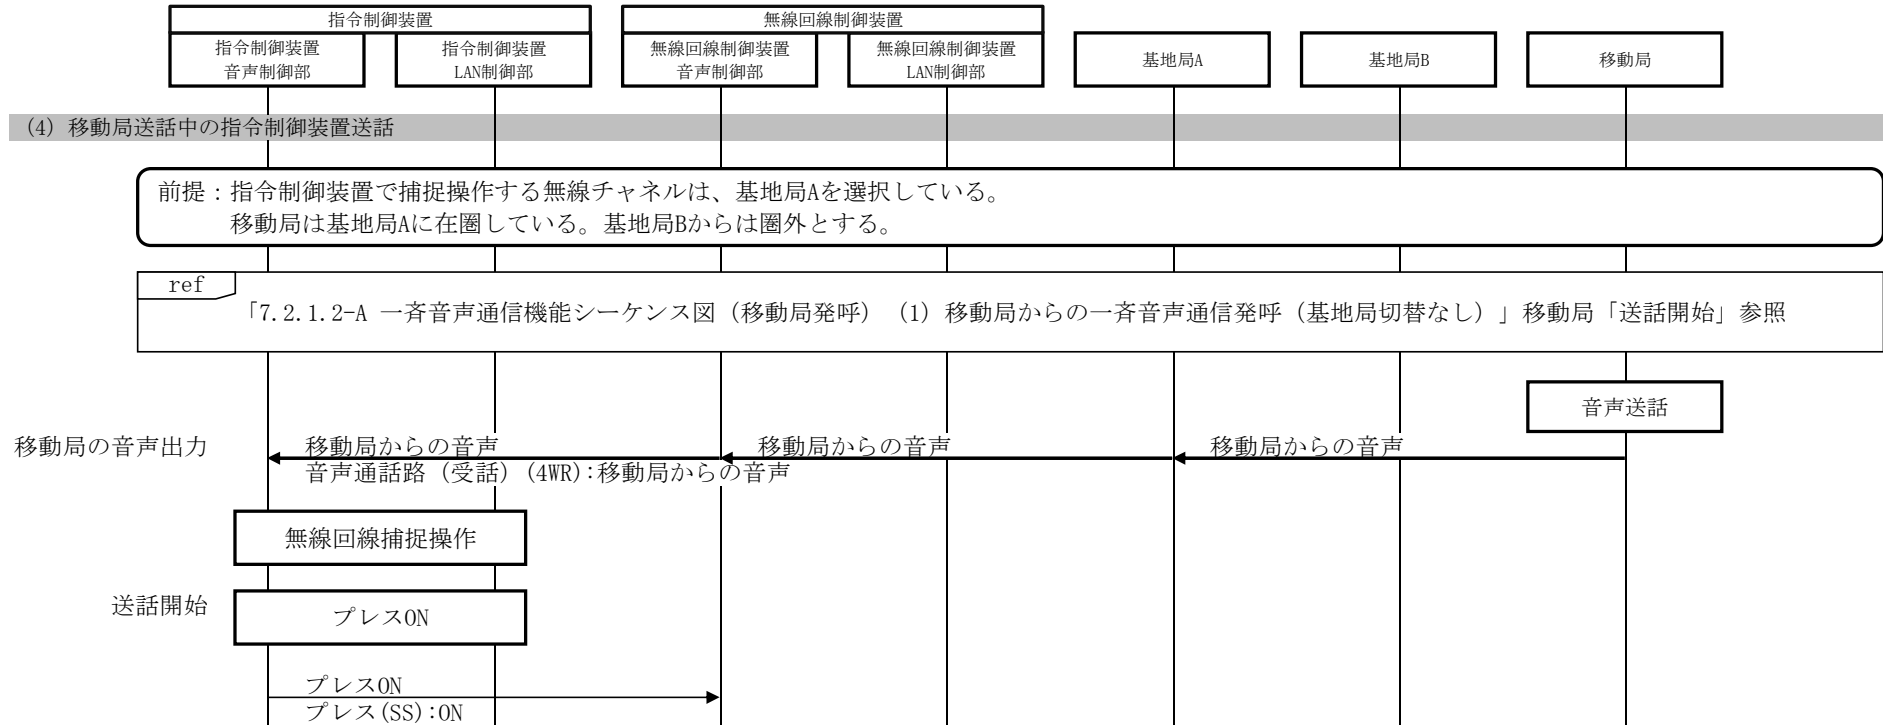 指令制御装置
無線回線制御装置
指令制御装置
音声制御部
指令制御装置
LAN制御部
無線回線制御装置
音声制御部
無線回線制御装置
LAN制御部
基地局A
基地局B
移動局
(4) 移動局送話中の指令制御装置送話
前提：指令制御装置で捕捉操作する無線チャネルは、基地局Aを選択している。
移動局は基地局Aに在圏している。基地局Bからは圏外とする。
ref
「7.2.1.2-A 一斉音声通信機能シーケンス図（移動局発呼）（1）移動局からの一斉音声通信発呼（基地局切替なし）」移動局「送話開始」参照
音声送話
移動局の音声出力
移動局からの音声
移動局からの音声
移動局からの音声
音声通話路（受話）(4WR):移動局からの音声
無線回線捕捉操作
送話開始
プレスON
プレスON
プレス(SS):ON